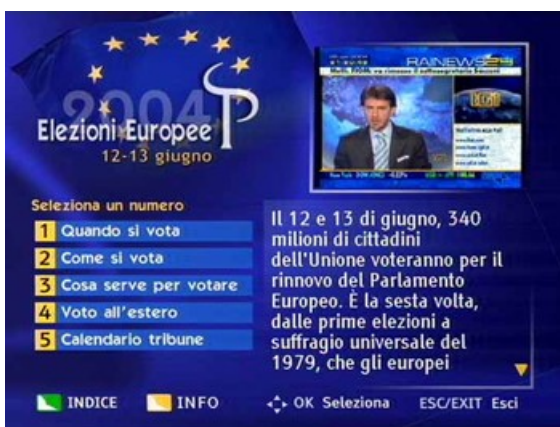 2004
Elezioni Europee
12-13 giugno
RAINEWS24
Seleziona un numero
1 Quando si vota
2 Come si vota
3 Cosa serve per votare
4 Voto all'estero
5 Calendario tribune
Il 12 e 13 di giugno, 340
milioni di cittadini
dell'Unione voteranno per il
rinnovo del Parlamento
Europeo. È la sesta volta,
dalle prime elezioni a
suffragio universale del
1979, che gli europei
INDICE
INFO
OK Seleziona
ESC/EXIT Esci